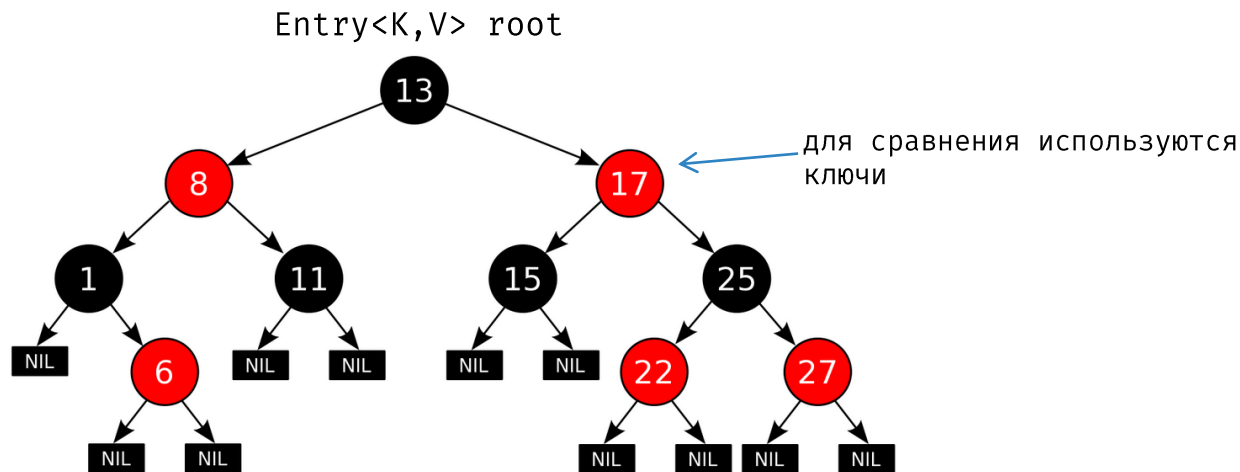 Entry<K,V> root
13
для сравнения используются
ключи
8
17
1
11
15
25
NIL
6
NIL
NIL
NIL
NIL
22
27
NIL
NIL
NIL
NIL
NIL
NIL